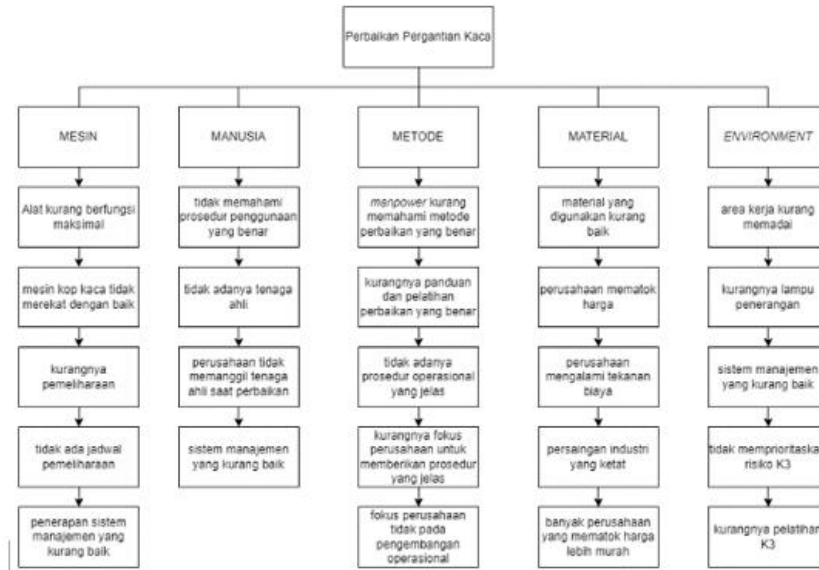 Perbaikan Pergantian Kaca
MESIN
Alat kurang berfungsi
maksimal
mesin kop kaca tidak
merekat dengan baik
kurangnya
pemeliharaan
tidak ada jadwal
pemeliharaan
penerapan sistem
manajemen yang
kurang baik
MANUSIA
tidak memahami
prosedur penggunaan
yang benar
tidak adanya tenaga
ahli
perusahaan tidak
memanggil tenaga
ahli saat perbaikan
sistem manajemen
yang kurang baik
METODE
manpower kurang
memahami metode
perbaikan yang benar
kurangnya panduan
dan pelatihan
perbaikan yang benar
tidak adanya
prosedur operasional
yang jelas
kurangnya fokus
perusahaan untuk
memberikan prosedur
yang jelas
fokus perusahaan
tidak pada
pengembangan
operasional
MATERIAL
material yang
digunakan kurang
baik
perusahaan mematok
harga
perusahaan
mengalami tekanan
biaya
persaingan industri
yang ketat
banyak perusahaan
yang mematok harga
lebih murah
ENVIRONMENT
area kerja kurang
memadai
kurangnya lampu
penerangan
sistem manajemen
yang kurang baik
tidak memprioritaska
risiko K3
kurangnya pelatihan
K3